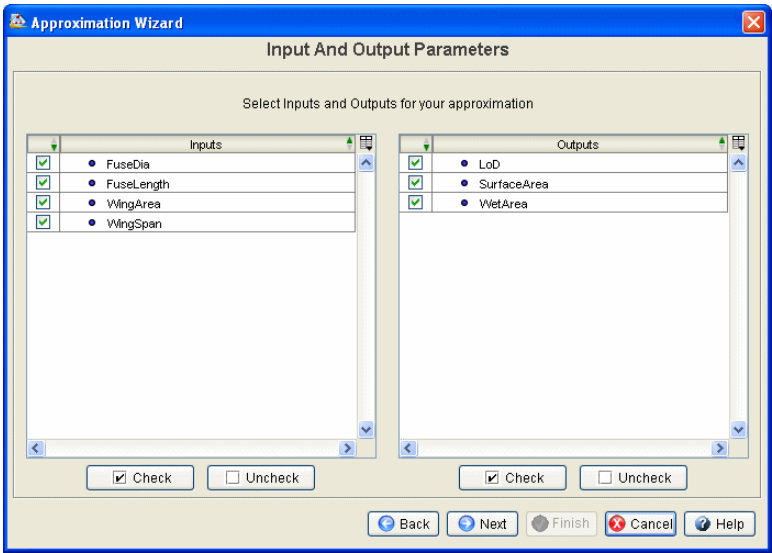 Approximation Wizard
Input And Output Parameters
Select Inputs and Outputs for your approximation
Inputs
FuseDia
FuseLength
WingArea
WingSpan
Check Uncheck
Outputs
LoD
SurfaceArea
WetArea
Check Uncheck
Back Next Finish Cancel Help